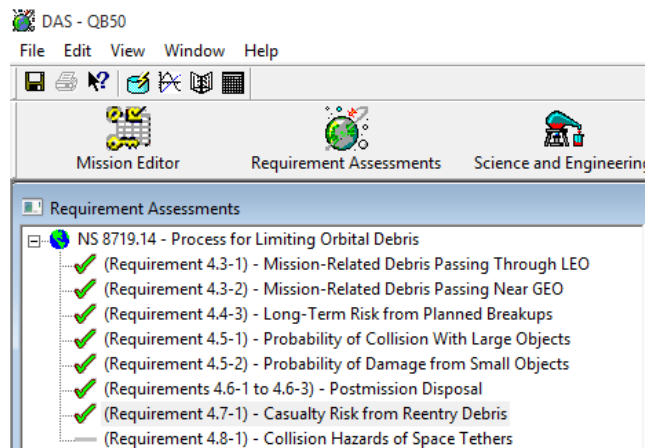 DAS - QB50
File Edit View Window Help
Mission Editor Requirement Assessments Science and Engineering
Requirement Assessments
NS 8719.14 - Process for Limiting Orbital Debris
(Requirement 4.3-1) - Mission-Related Debris Passing Through LEO
(Requirement 4.3-2) - Mission-Related Debris Passing Near GEO
(Requirement 4.4-3) - Long-Term Risk from Planned Breakups
(Requirement 4.5-1) - Probability of Collision With Large Objects
(Requirement 4.5-2) - Probability of Damage from Small Objects
(Requirements 4.6-1 to 4.6-3) - Postmission Disposal
(Requirement 4.7-1) - Casualty Risk from Reentry Debris
(Requirement 4.8-1) - Collision Hazards of Space Tethers